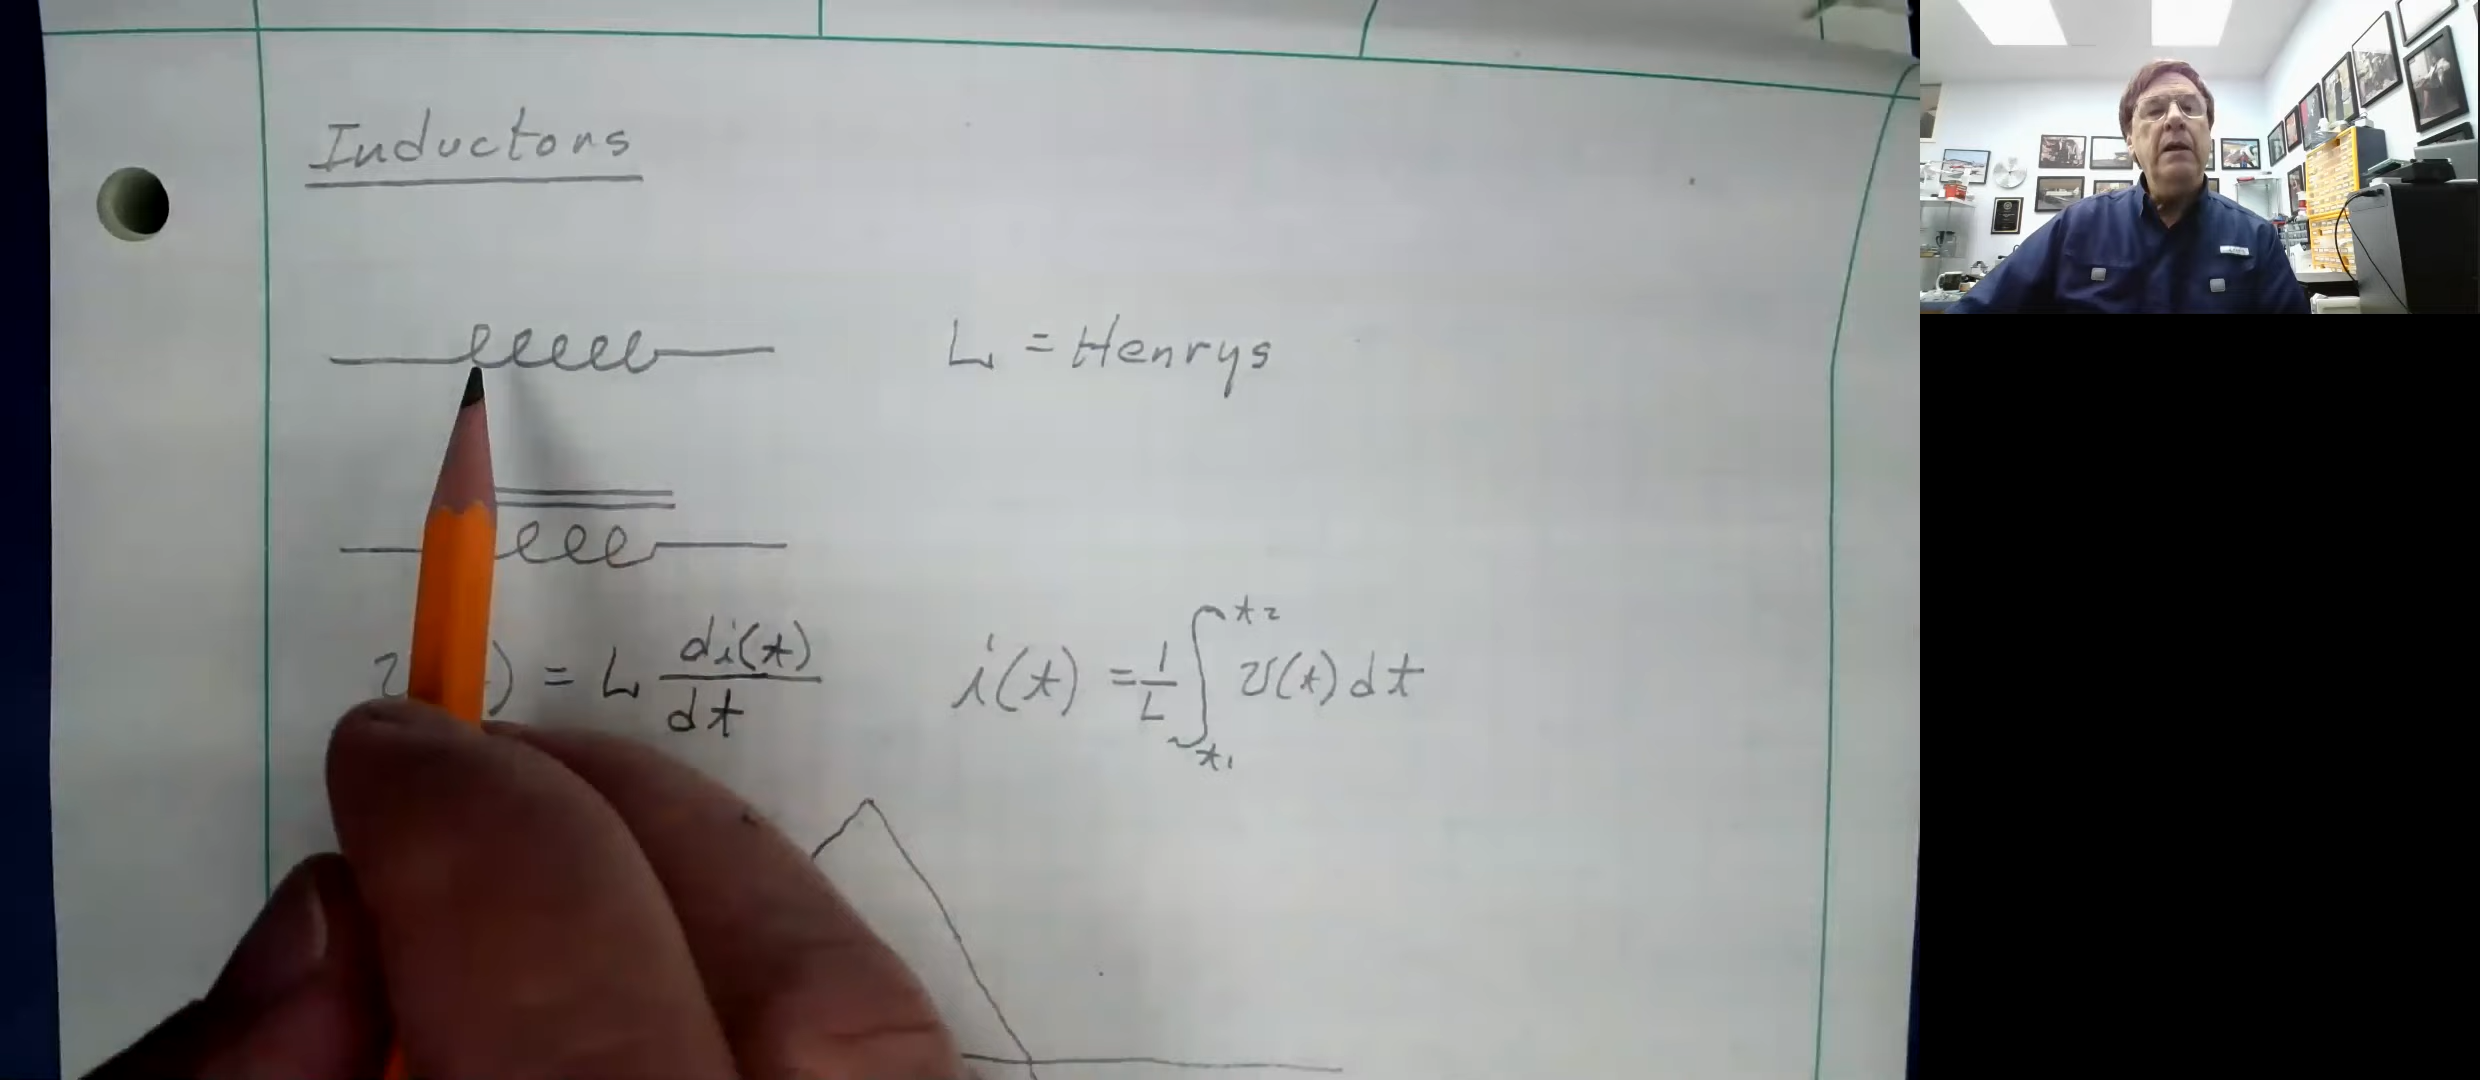 Inductors
L = Henrys
) = L di(t)/dt
i(t) = 1/L ∫ t2 t1 v(t) dt